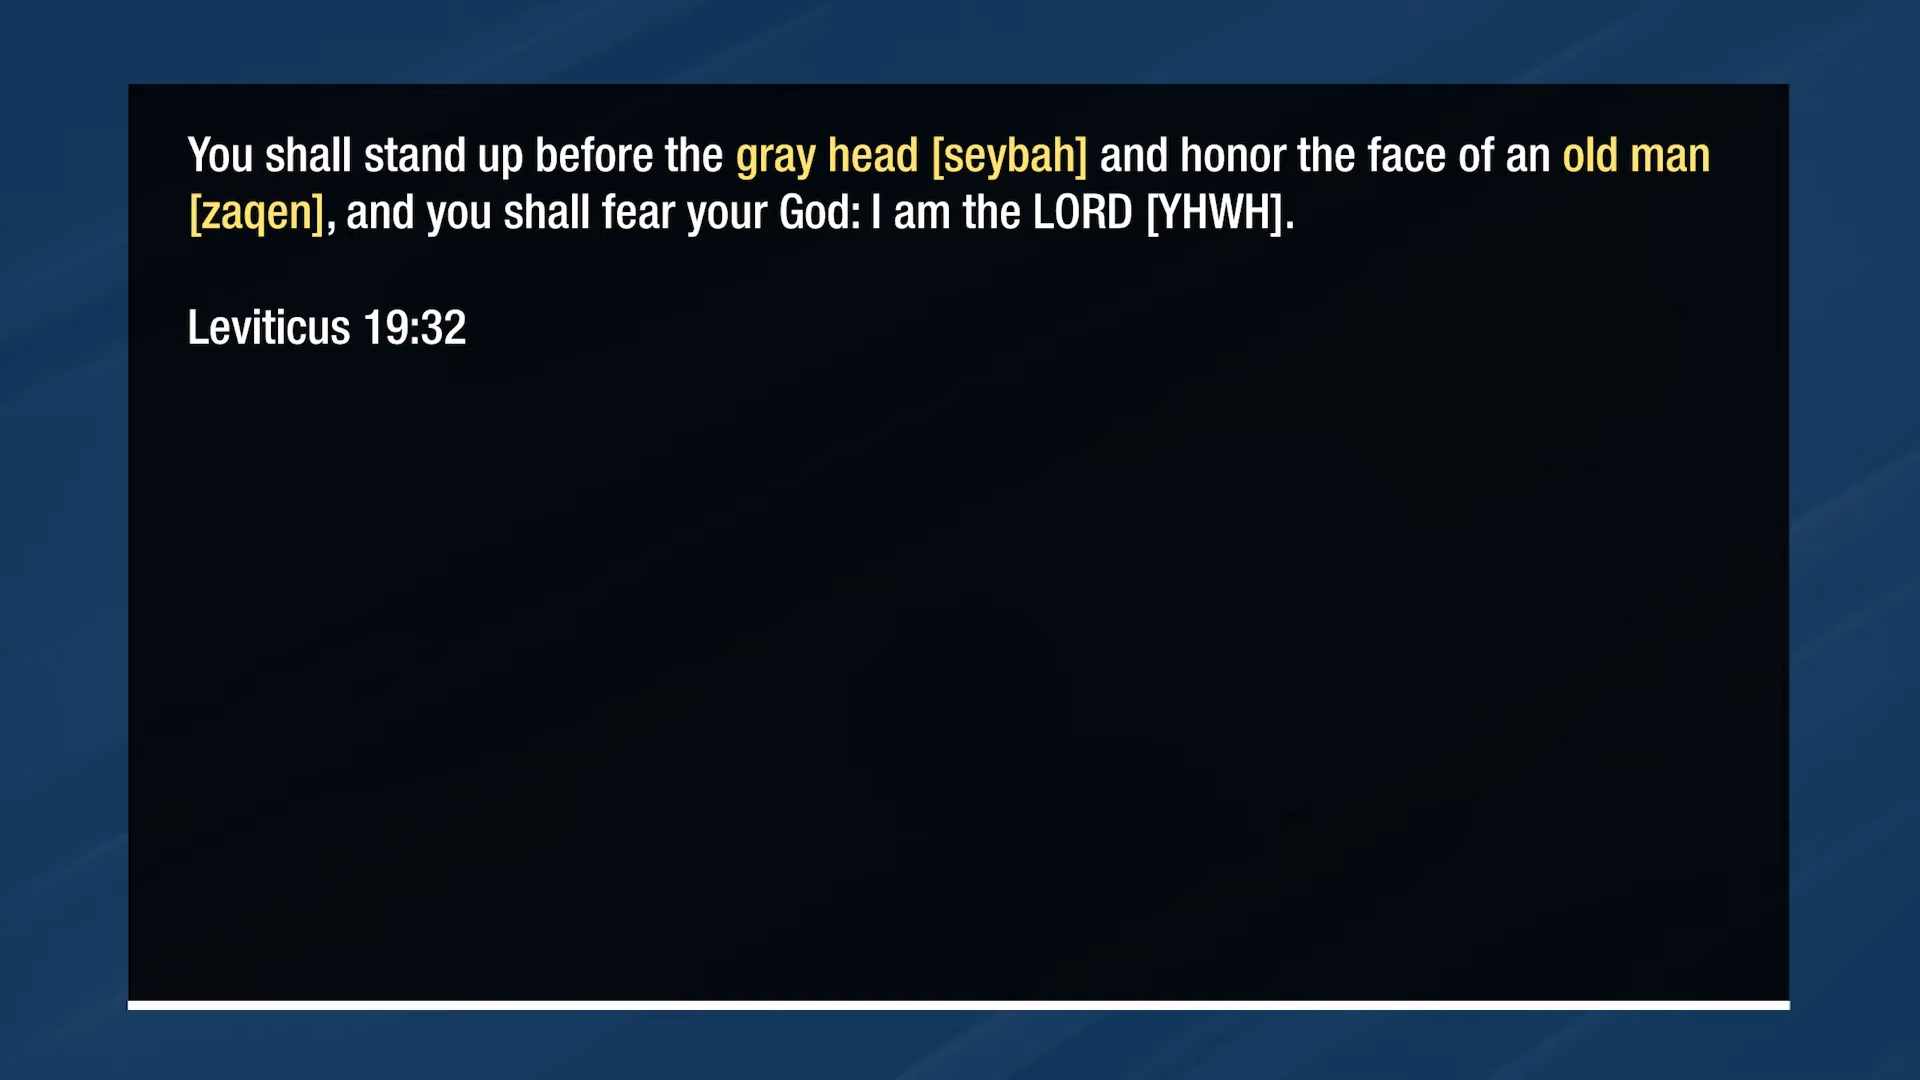 You shall stand up before the gray head [seybah] and honor the face of an old man
[zaqen], and you shall fear your God: I am the LORD [YHWH].
Leviticus 19:32